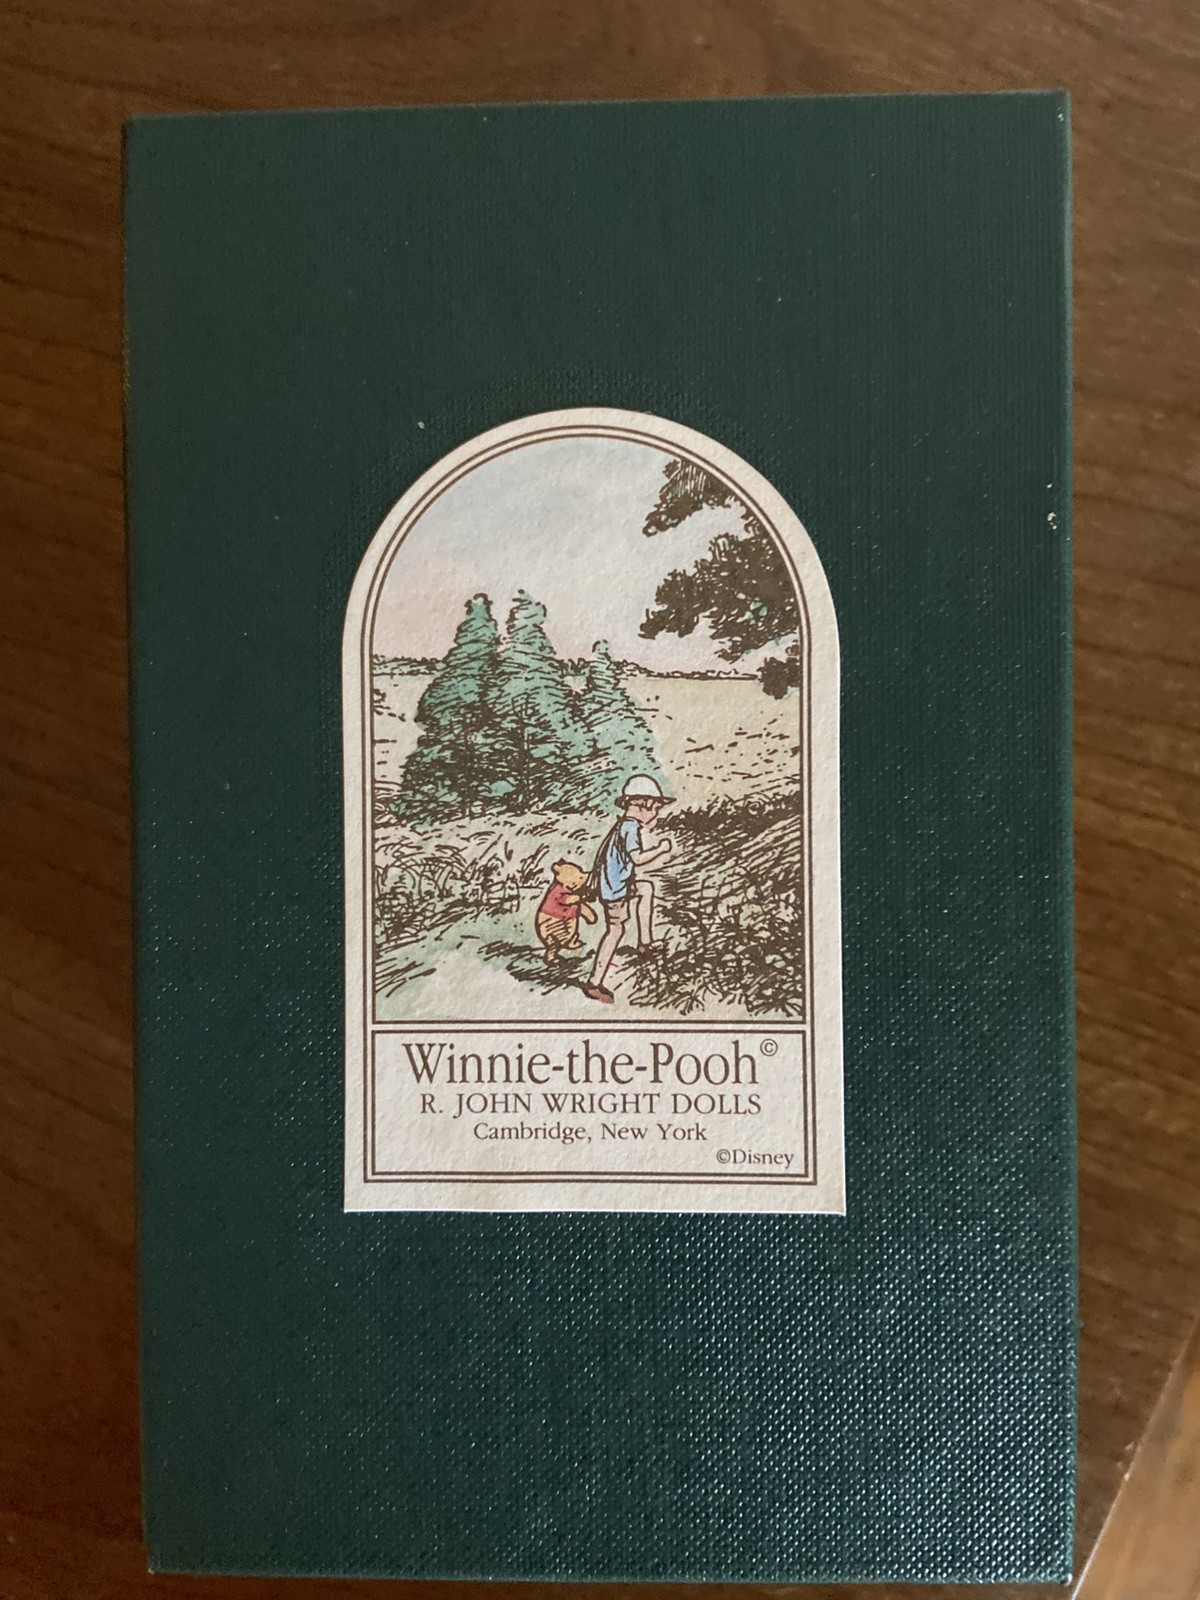 Winnie-the-Pooh©
R. JOHN WRIGHT DOLLS
Cambridge, New York
©Disney